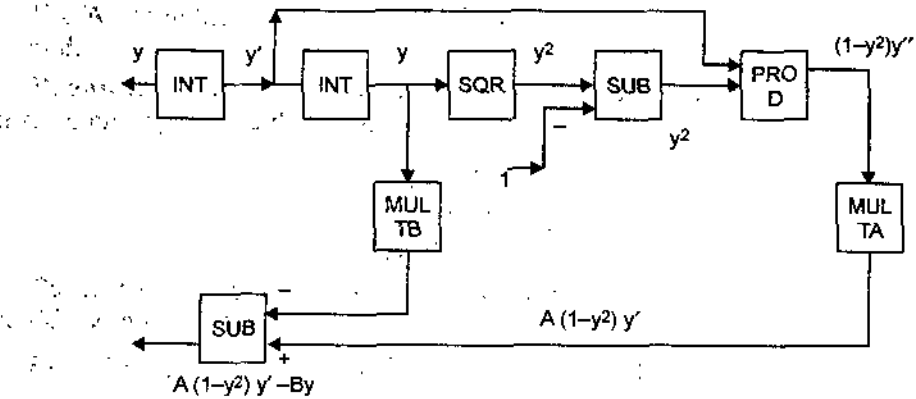 y
INT
y′
INT
y
SQR
y²
SUB
–
1
y²
PRO
D
(1–y²)y″
MUL
TB
MUL
TA
–
SUB
+
A (1–y²) y′
A (1–y²) y′ –By